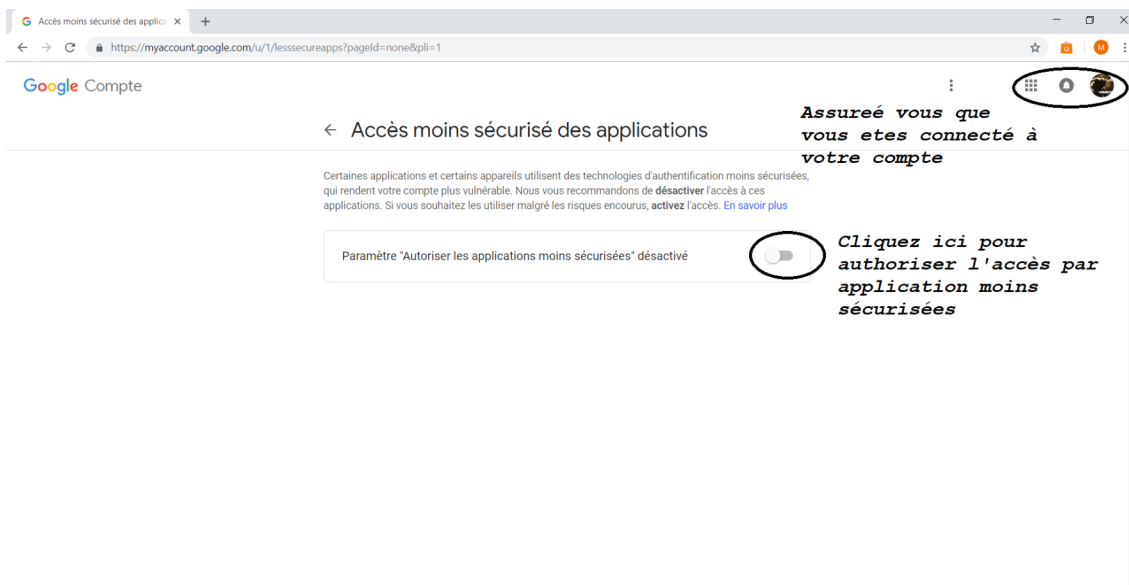 Accès moins sécurisé des applica
https://myaccount.google.com/u/1/lesssecureapps?pageId=none&pli=1
M
Google Compte
Accès moins sécurisé des applications
Assureé vous que
vous etes connecté à
votre compte
Certaines applications et certains appareils utilisent des technologies d'authentification moins sécurisées,
qui rendent votre compte plus vulnérable. Nous vous recommandons de désactiver l'accès à ces
applications. Si vous souhaitez les utiliser malgré les risques encourus, activez l'accès. En savoir plus
Paramètre "Autoriser les applications moins sécurisées" désactivé
Cliquez ici pour
authoriser l'accès par
application moins
sécurisées